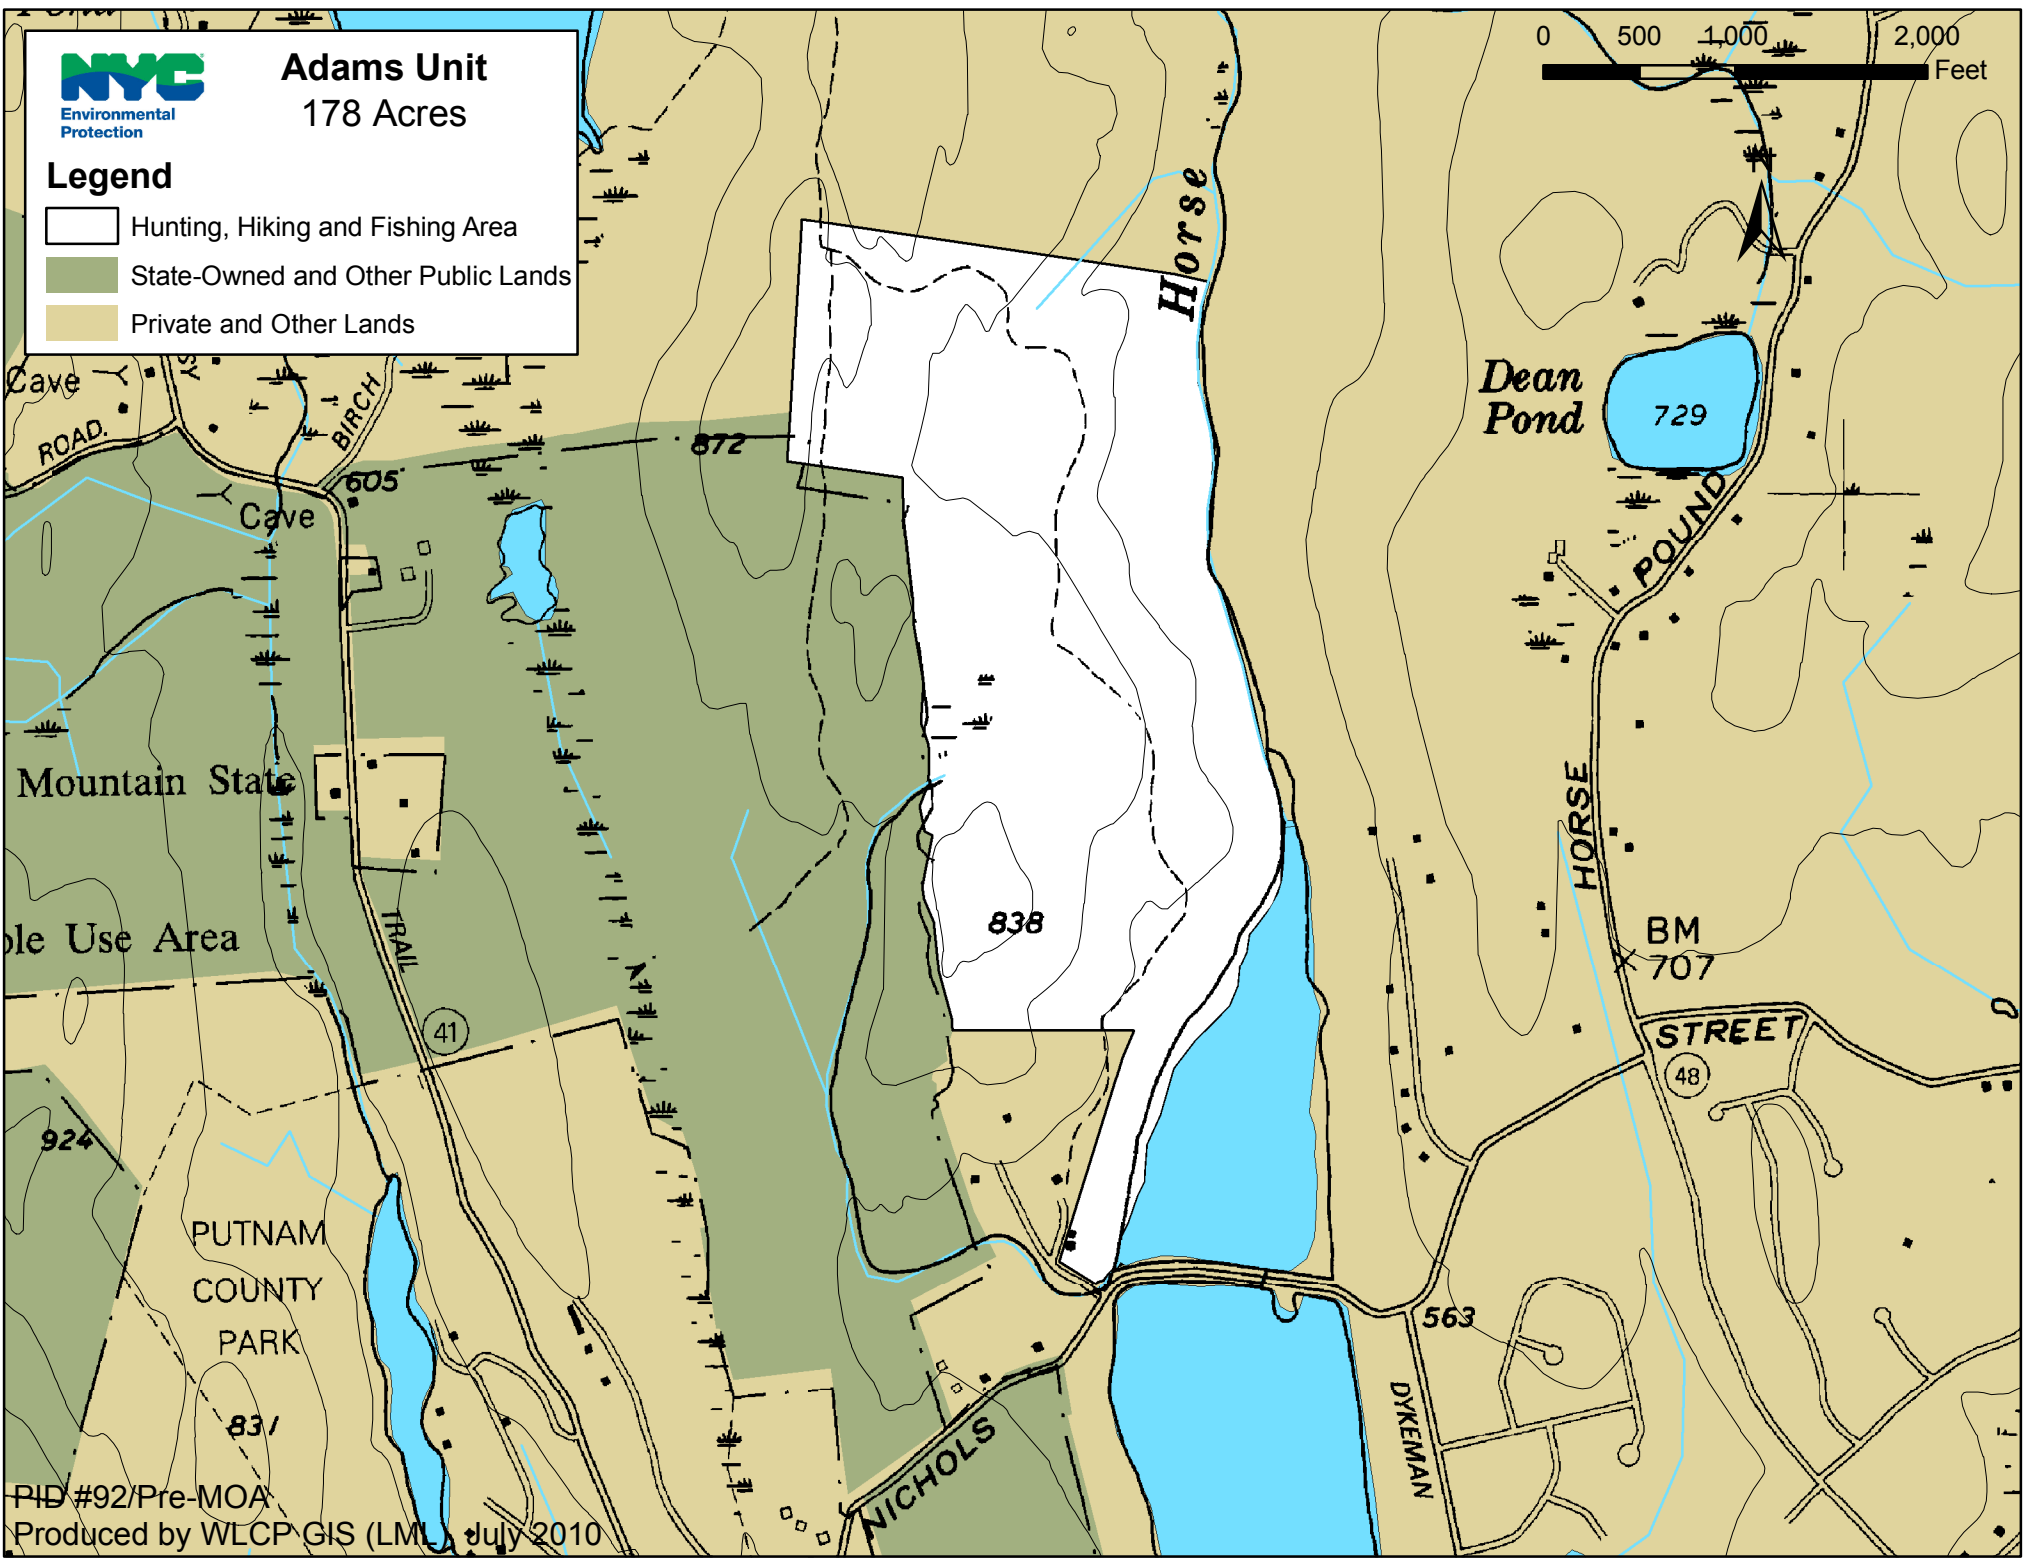 NYC
Environmental
Protection
Adams Unit
178 Acres
Legend
Hunting, Hiking and Fishing Area
State-Owned and Other Public Lands
Private and Other Lands
0 500 1,000 2,000
Feet
Horse
Dean
Pond
729
Cave
ROAD.
BIRCH
605
872
Cave
POUND
HORSE
Mountain State
ole Use Area
TRAIL
41
838
BM
707
STREET
48
924
PUTNAM
COUNTY
PARK
831
563
DYKEMAN
NICHOLS
PID #92/Pre-MOA
Produced by WLCP GIS (LML) July 2010